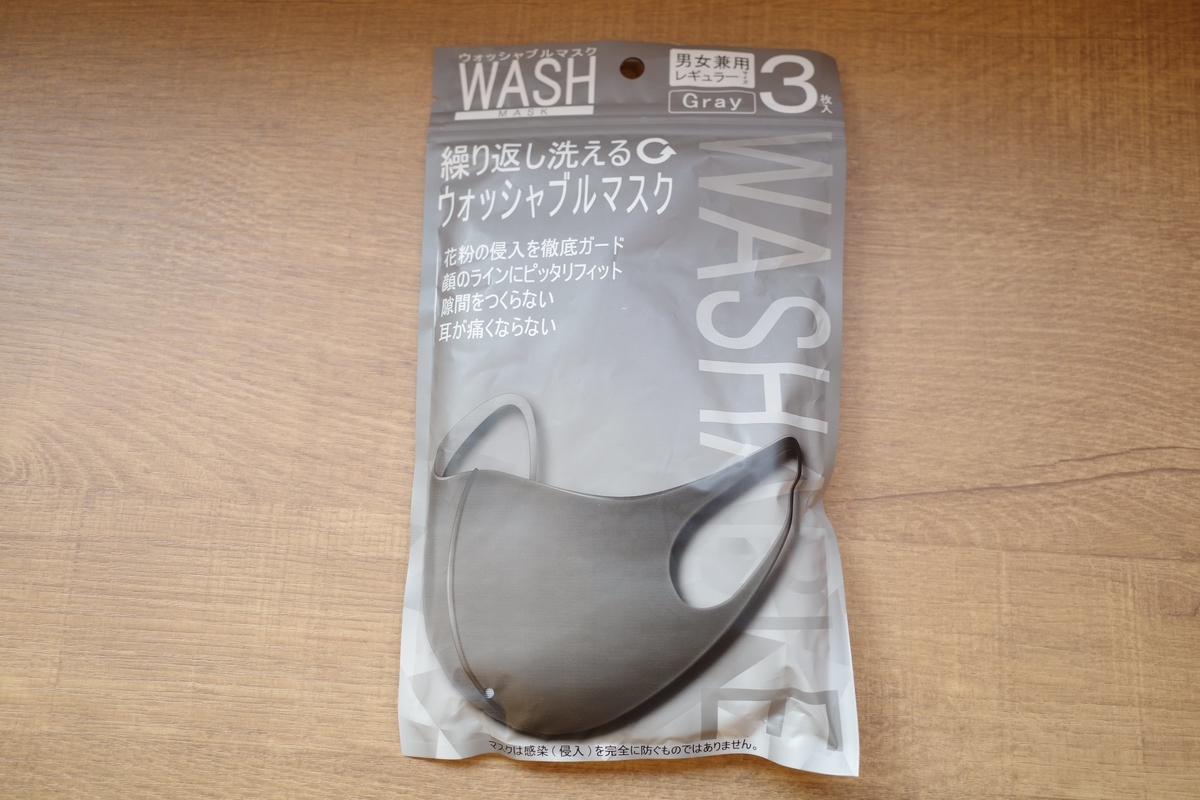 ウォッシャブルマスク
WASH
MASK
男女兼用
レギュラーサイズ
Gray
3枚入
繰り返し洗える
ウォッシャブルマスク
花粉の侵入を徹底ガード
顔のラインにピッタリフィット
隙間をつくらない
耳が痛くならない
WASH
マスクは感染(侵入)を完全に防ぐものではありません。